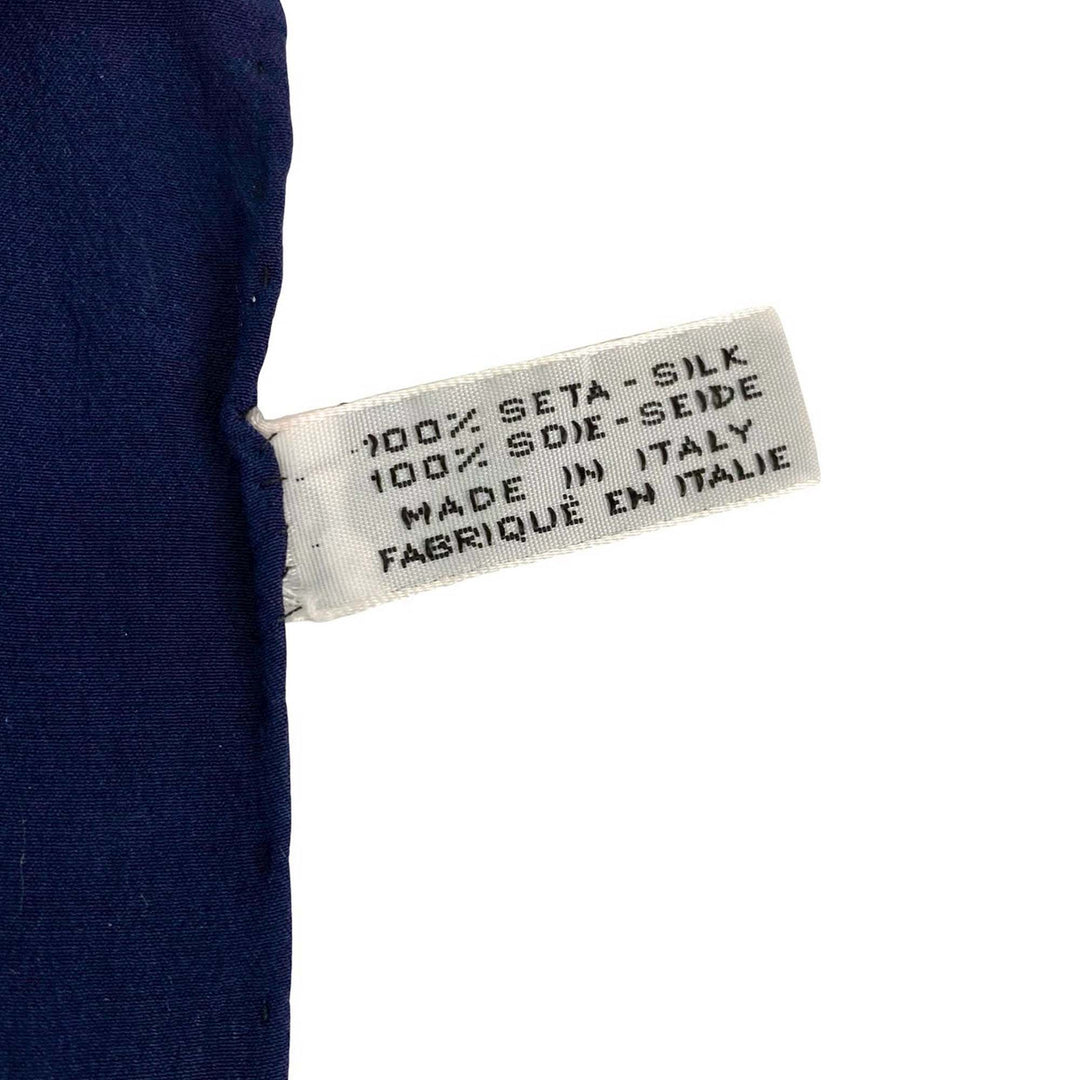 100% SETA - SILK
100% SOIE - SEIDE
MADE IN ITALY
FABRIQUÉ EN ITALIE